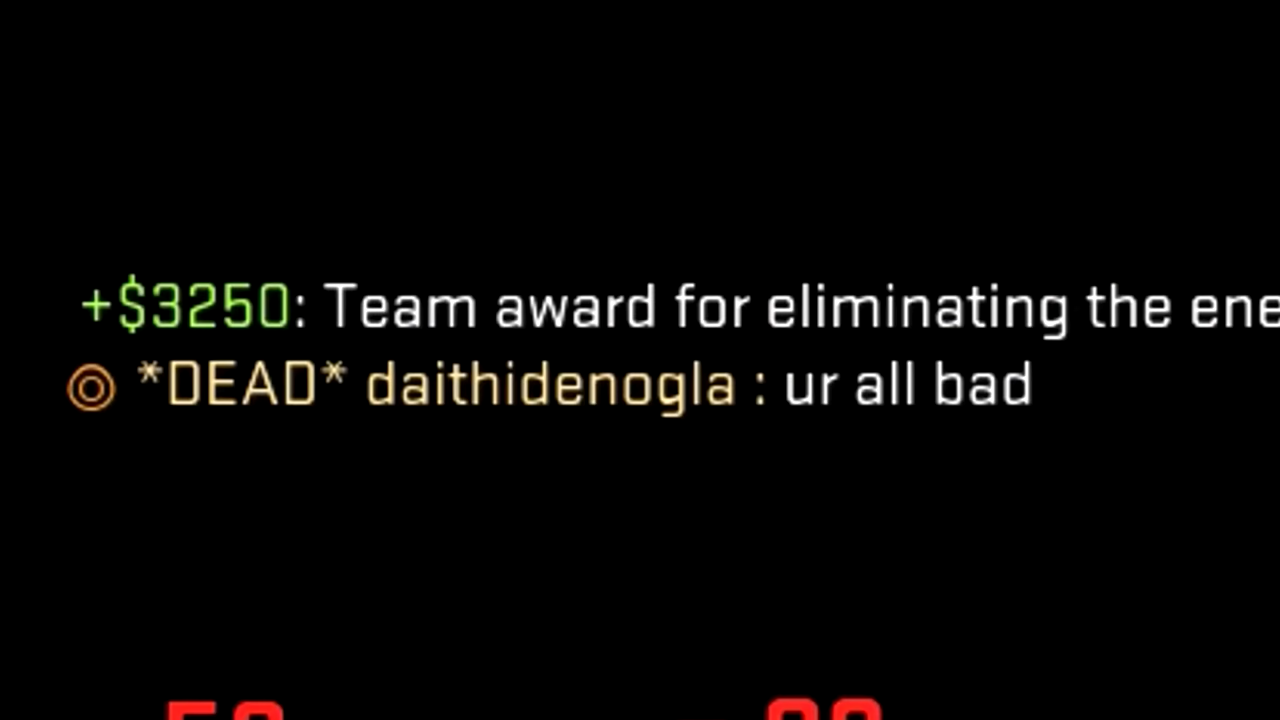 +$3250: Team award for eliminating the ene
*DEAD* daithidenogla : ur all bad